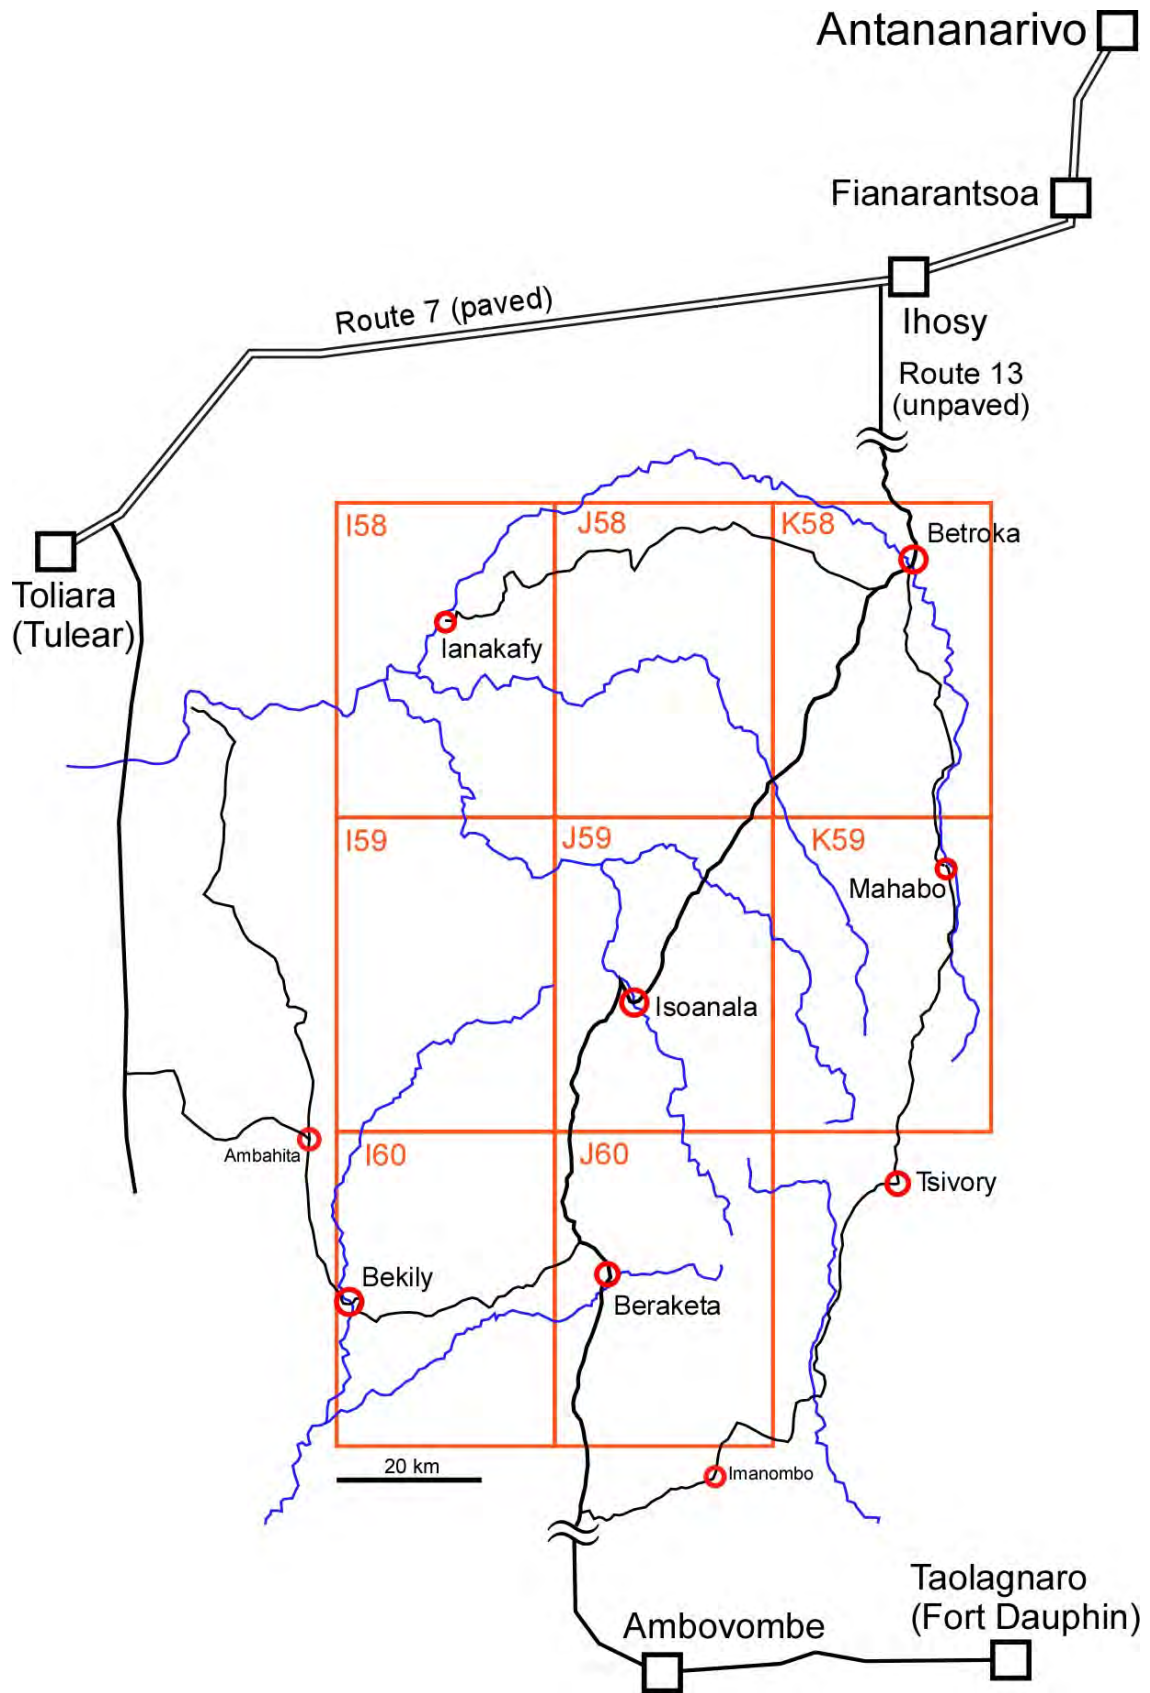 Antananarivo
Fianarantsoa
Ihosy
Route 7 (paved)
Route 13
(unpaved)
I58
J58
K58
Betroka
Toliara
(Tulear)
Ianakafy
I59
J59
K59
Mahabo
Isoanala
Ambahita
I60
J60
Tsivory
Bekily
Beraketa
20 km
Imanombo
Taolagnaro
(Fort Dauphin)
Ambovombe